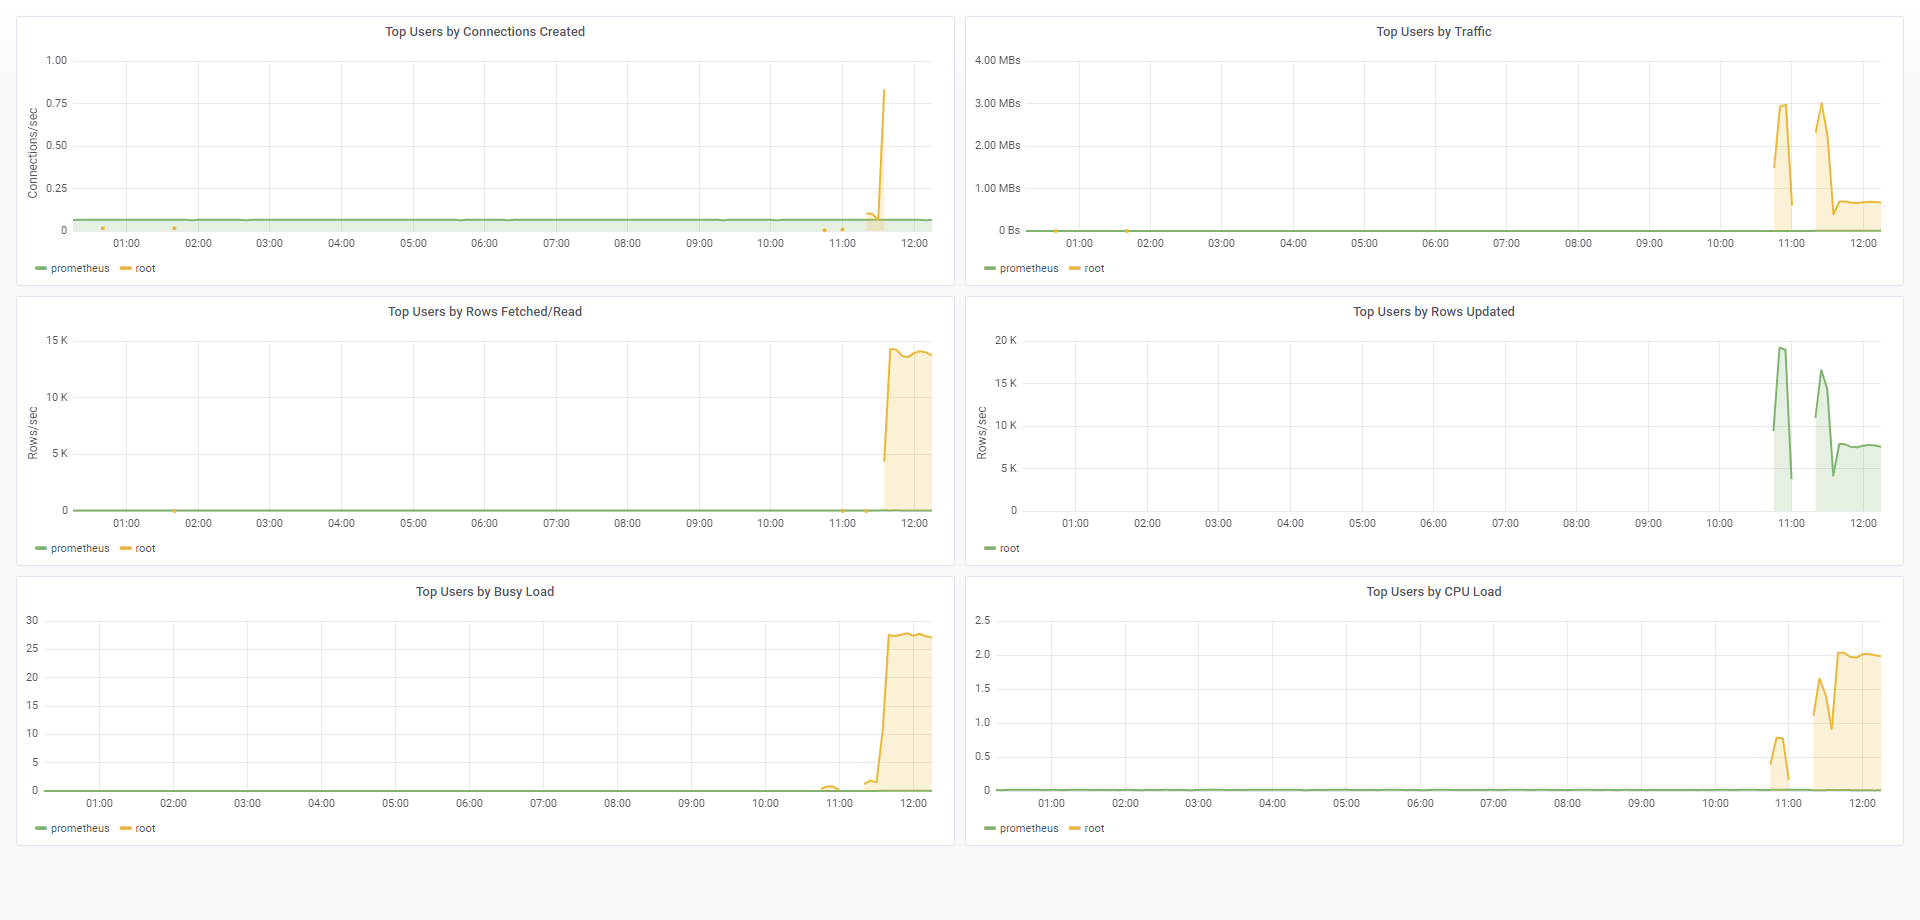 Top Users by Connections Created
Connections/sec
1.00
0.75
0.50
0.25
0
01:00 02:00 03:00 04:00 05:00 06:00 07:00 08:00 09:00 10:00 11:00 12:00
prometheus root
Top Users by Traffic
4.00 MBs
3.00 MBs
2.00 MBs
1.00 MBs
0 Bs
01:00 02:00 03:00 04:00 05:00 06:00 07:00 08:00 09:00 10:00 11:00 12:00
prometheus root
Top Users by Rows Fetched/Read
Rows/sec
15 K
10 K
5 K
0
01:00 02:00 03:00 04:00 05:00 06:00 07:00 08:00 09:00 10:00 11:00 12:00
prometheus root
Top Users by Rows Updated
Rows/sec
20 K
15 K
10 K
5 K
0
01:00 02:00 03:00 04:00 05:00 06:00 07:00 08:00 09:00 10:00 11:00 12:00
root
Top Users by Busy Load
30
25
20
15
10
5
0
01:00 02:00 03:00 04:00 05:00 06:00 07:00 08:00 09:00 10:00 11:00 12:00
prometheus root
Top Users by CPU Load
2.5
2.0
1.5
1.0
0.5
0
01:00 02:00 03:00 04:00 05:00 06:00 07:00 08:00 09:00 10:00 11:00 12:00
prometheus root